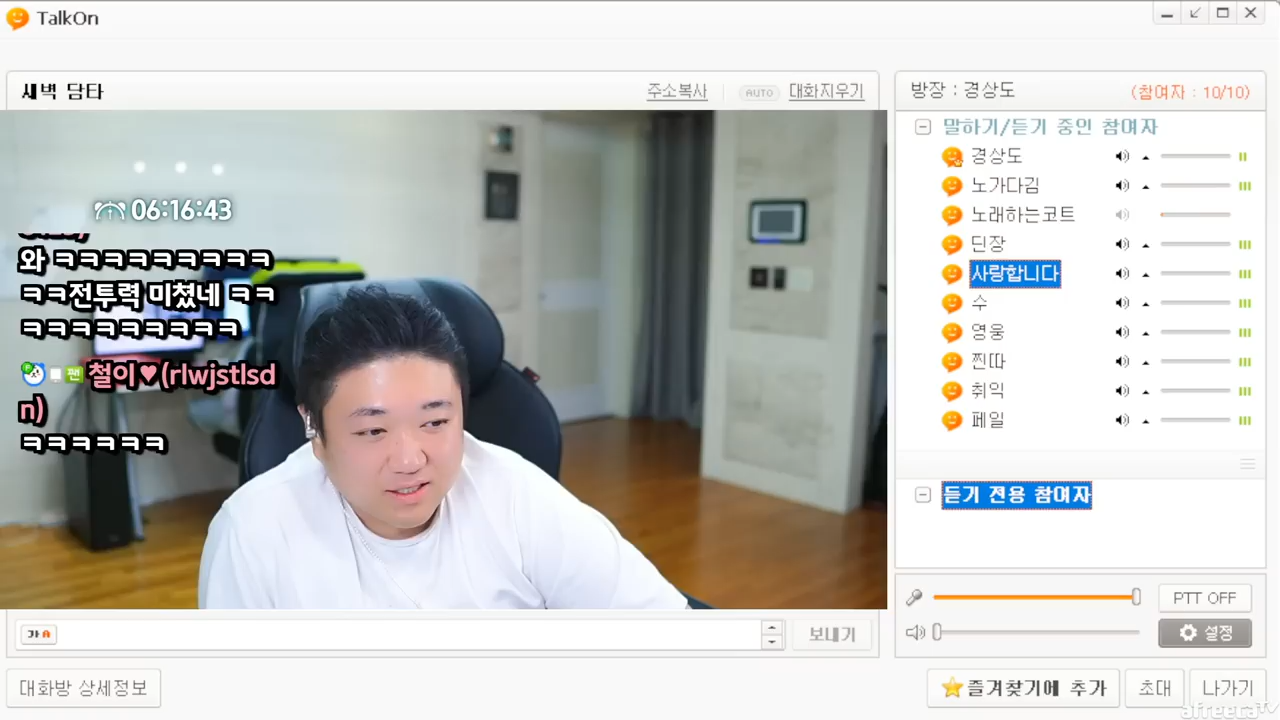 TalkOn
새벽 담타
주소복사
AUTO
대화지우기
방장 : 경상도
(참여자 : 10/10)
06:16:43
와 ㅋㅋㅋㅋㅋㅋㅋㅋㅋ
ㅋㅋ전투력 미쳤네 ㅋㅋ
ㅋㅋㅋㅋㅋㅋㅋㅋㅋ
팬 철이♥(rlwjstlsd
n)
ㅋㅋㅋㅋㅋㅋ
말하기/듣기 중인 참여자
경상도
노가다김
노래하는코트
딘장
사랑합니다
수
영웅
찐따
취익
페일
듣기 전용 참여자
가A
보내기
PTT OFF
설정
대화방 상세정보
즐겨찾기에 추가
초대
나가기
afreecaTV